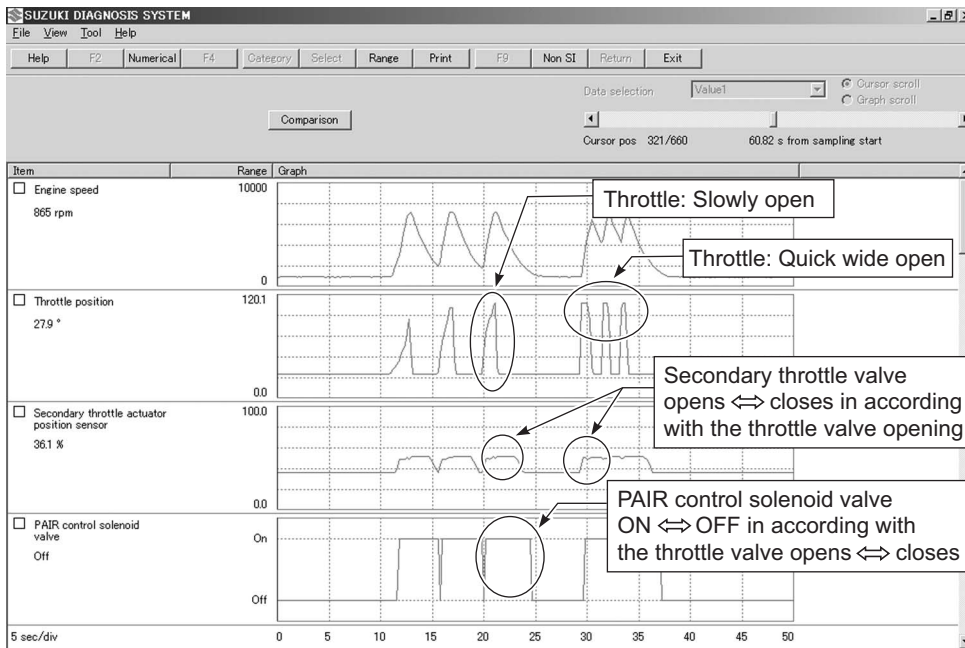 SUZUKI DIAGNOSIS SYSTEM
File View Tool Help
Help F2 Numerical F4 Category Select Range Print F9 Non SI Return Exit
Data selection Value1 Cursor scroll
Graph scroll
Comparison
Cursor pos 321/660 60.82 s from sampling start
Item Range Graph
Engine speed 10000
865 rpm
0
Throttle: Slowly open
Throttle: Quick wide open
Throttle position 120.1
27.9 °
0.0
Secondary throttle actuator
position sensor
100.0
36.1 %
0.0
Secondary throttle valve
opens ⇔ closes in according
with the throttle valve opening
PAIR control solenoid
valve
Off
On
Off
PAIR control solenoid valve
ON ⇔ OFF in according with
the throttle valve opens ⇔ closes
5 sec/div 0 5 10 15 20 25 30 35 40 45 50